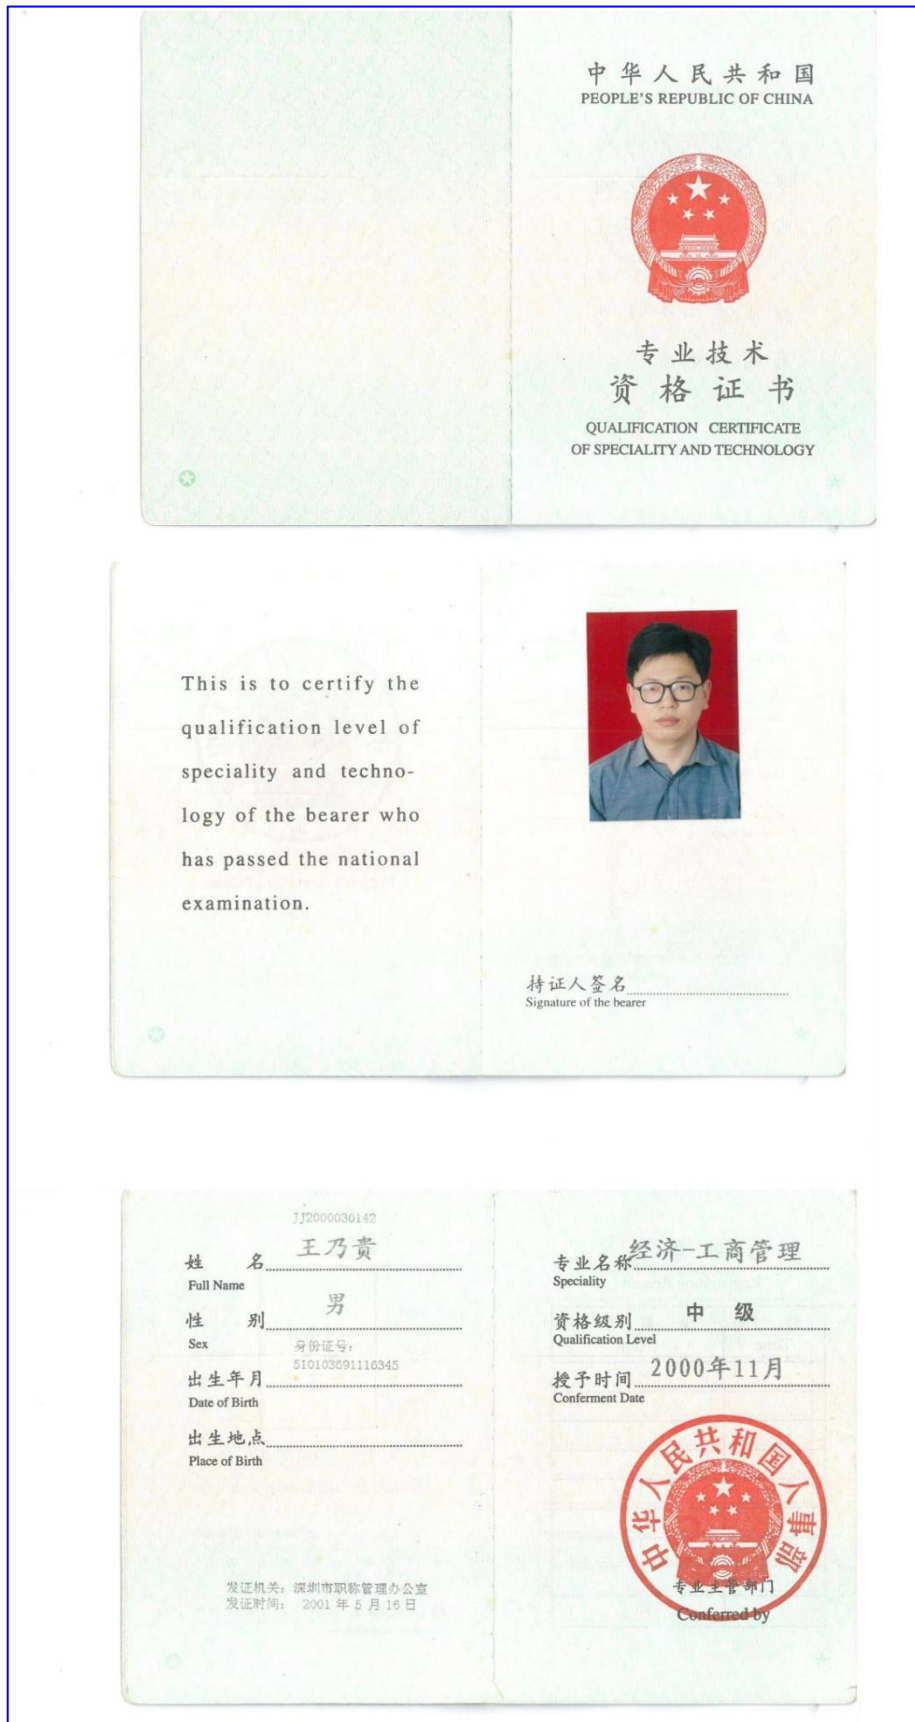 中华人民共和国
PEOPLE'S REPUBLIC OF CHINA
专业技术
资格证书
QUALIFICATION CERTIFICATE
OF SPECIALITY AND TECHNOLOGY
This is to certify the
qualification level of
speciality and techno-
logy of the bearer who
has passed the national
examination.
持证人签名
Signature of the bearer
JJ2000030142
姓 名 王乃贵
Full Name
性 别 男
Sex
身份证号：
510103691116345
出生年月
Date of Birth
出生地点
Place of Birth
发证机关：深圳市职称管理办公室
发证时间： 2001 年 5 月 16 日
专业名称 经济-工商管理
Speciality
资格级别 中 级
Qualification Level
授予时间 2000年11月
Conferment Date
中华人民共和国人事部
专业主管部门
Conferred by